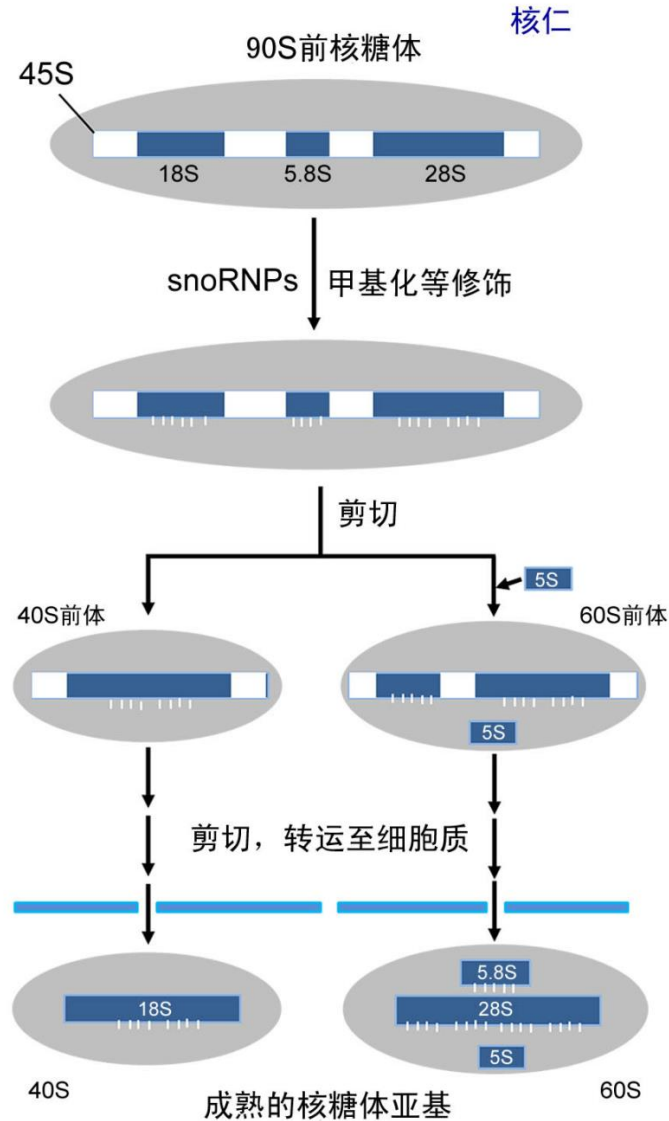 核仁
90S前核糖体
45S
18S
5.8S
28S
snoRNPs
甲基化等修饰
剪切
5S
40S前体
60S前体
5S
剪切，转运至细胞质
5.8S
18S
28S
5S
40S
60S
成熟的核糖体亚基